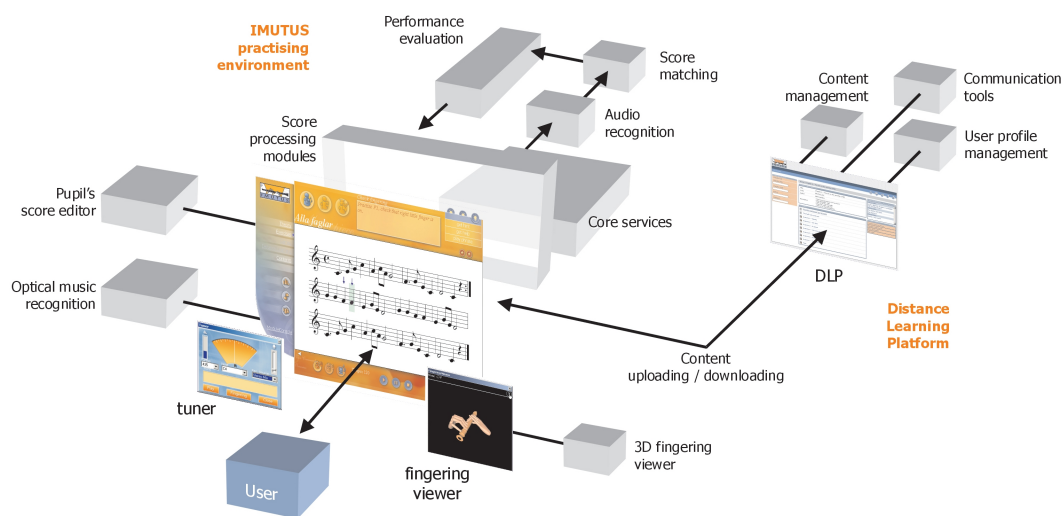 IMUTUS
practising
environment
Performance
evaluation
Score
matching
Audio
recognition
Score
processing
modules
Core services
Pupil's
score editor
Optical music
recognition
Alla faglar
tuner
User
fingering
viewer
3D fingering
viewer
Content
management
Communication
tools
User profile
management
DLP
Distance
Learning
Platform
Content
uploading / downloading